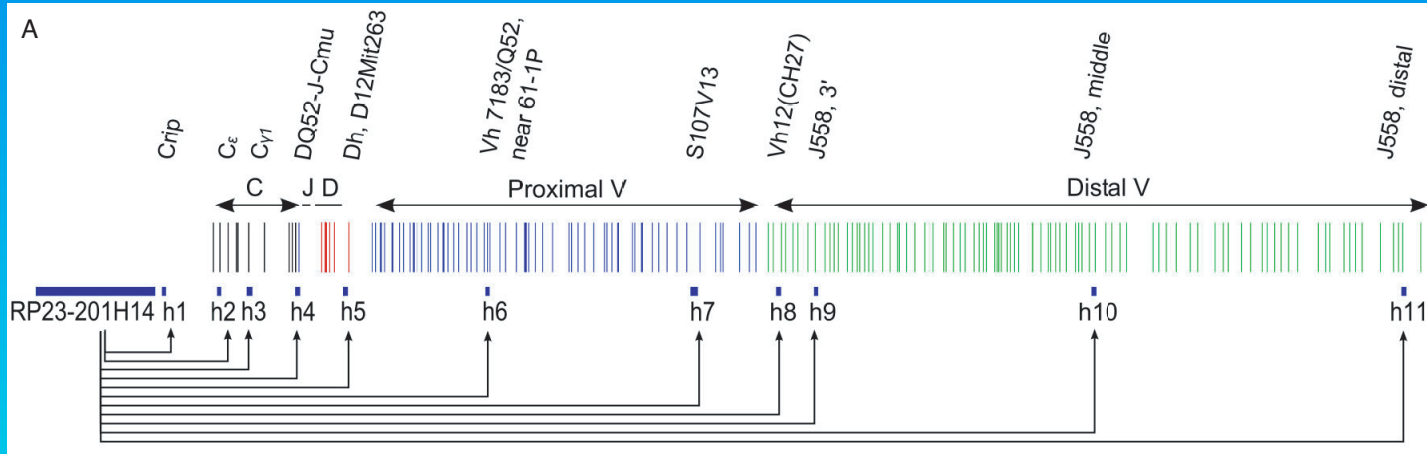 A
Crip
Cε
Cγ1
DQ52-J-Cmu
Dh, D12Mit263
Vh 7183/Q52,
near 61-1P
S107V13
Vh12(CH27)
J558, 3'
J558, middle
J558, distal
C J D Proximal V Distal V
RP23-201H14 h1 h2 h3 h4 h5 h6 h7 h8 h9 h10 h11